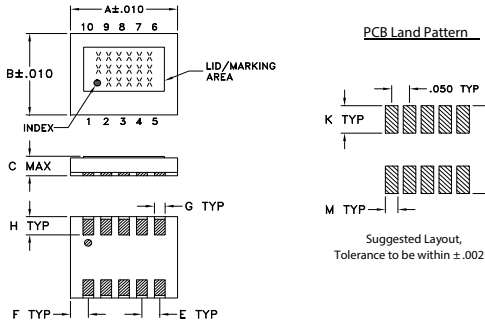 A±.010
10 9 8 7 6
X X X X X
X X X X X
X X X X X
X X X X X
B±.010
LID/MARKING
AREA
INDEX
1 2 3 4 5
C MAX
G TYP
H TYP
F TYP
E TYP
PCB Land Pattern
.050 TYP
K TYP
M TYP
Suggested Layout,
Tolerance to be within ±.002